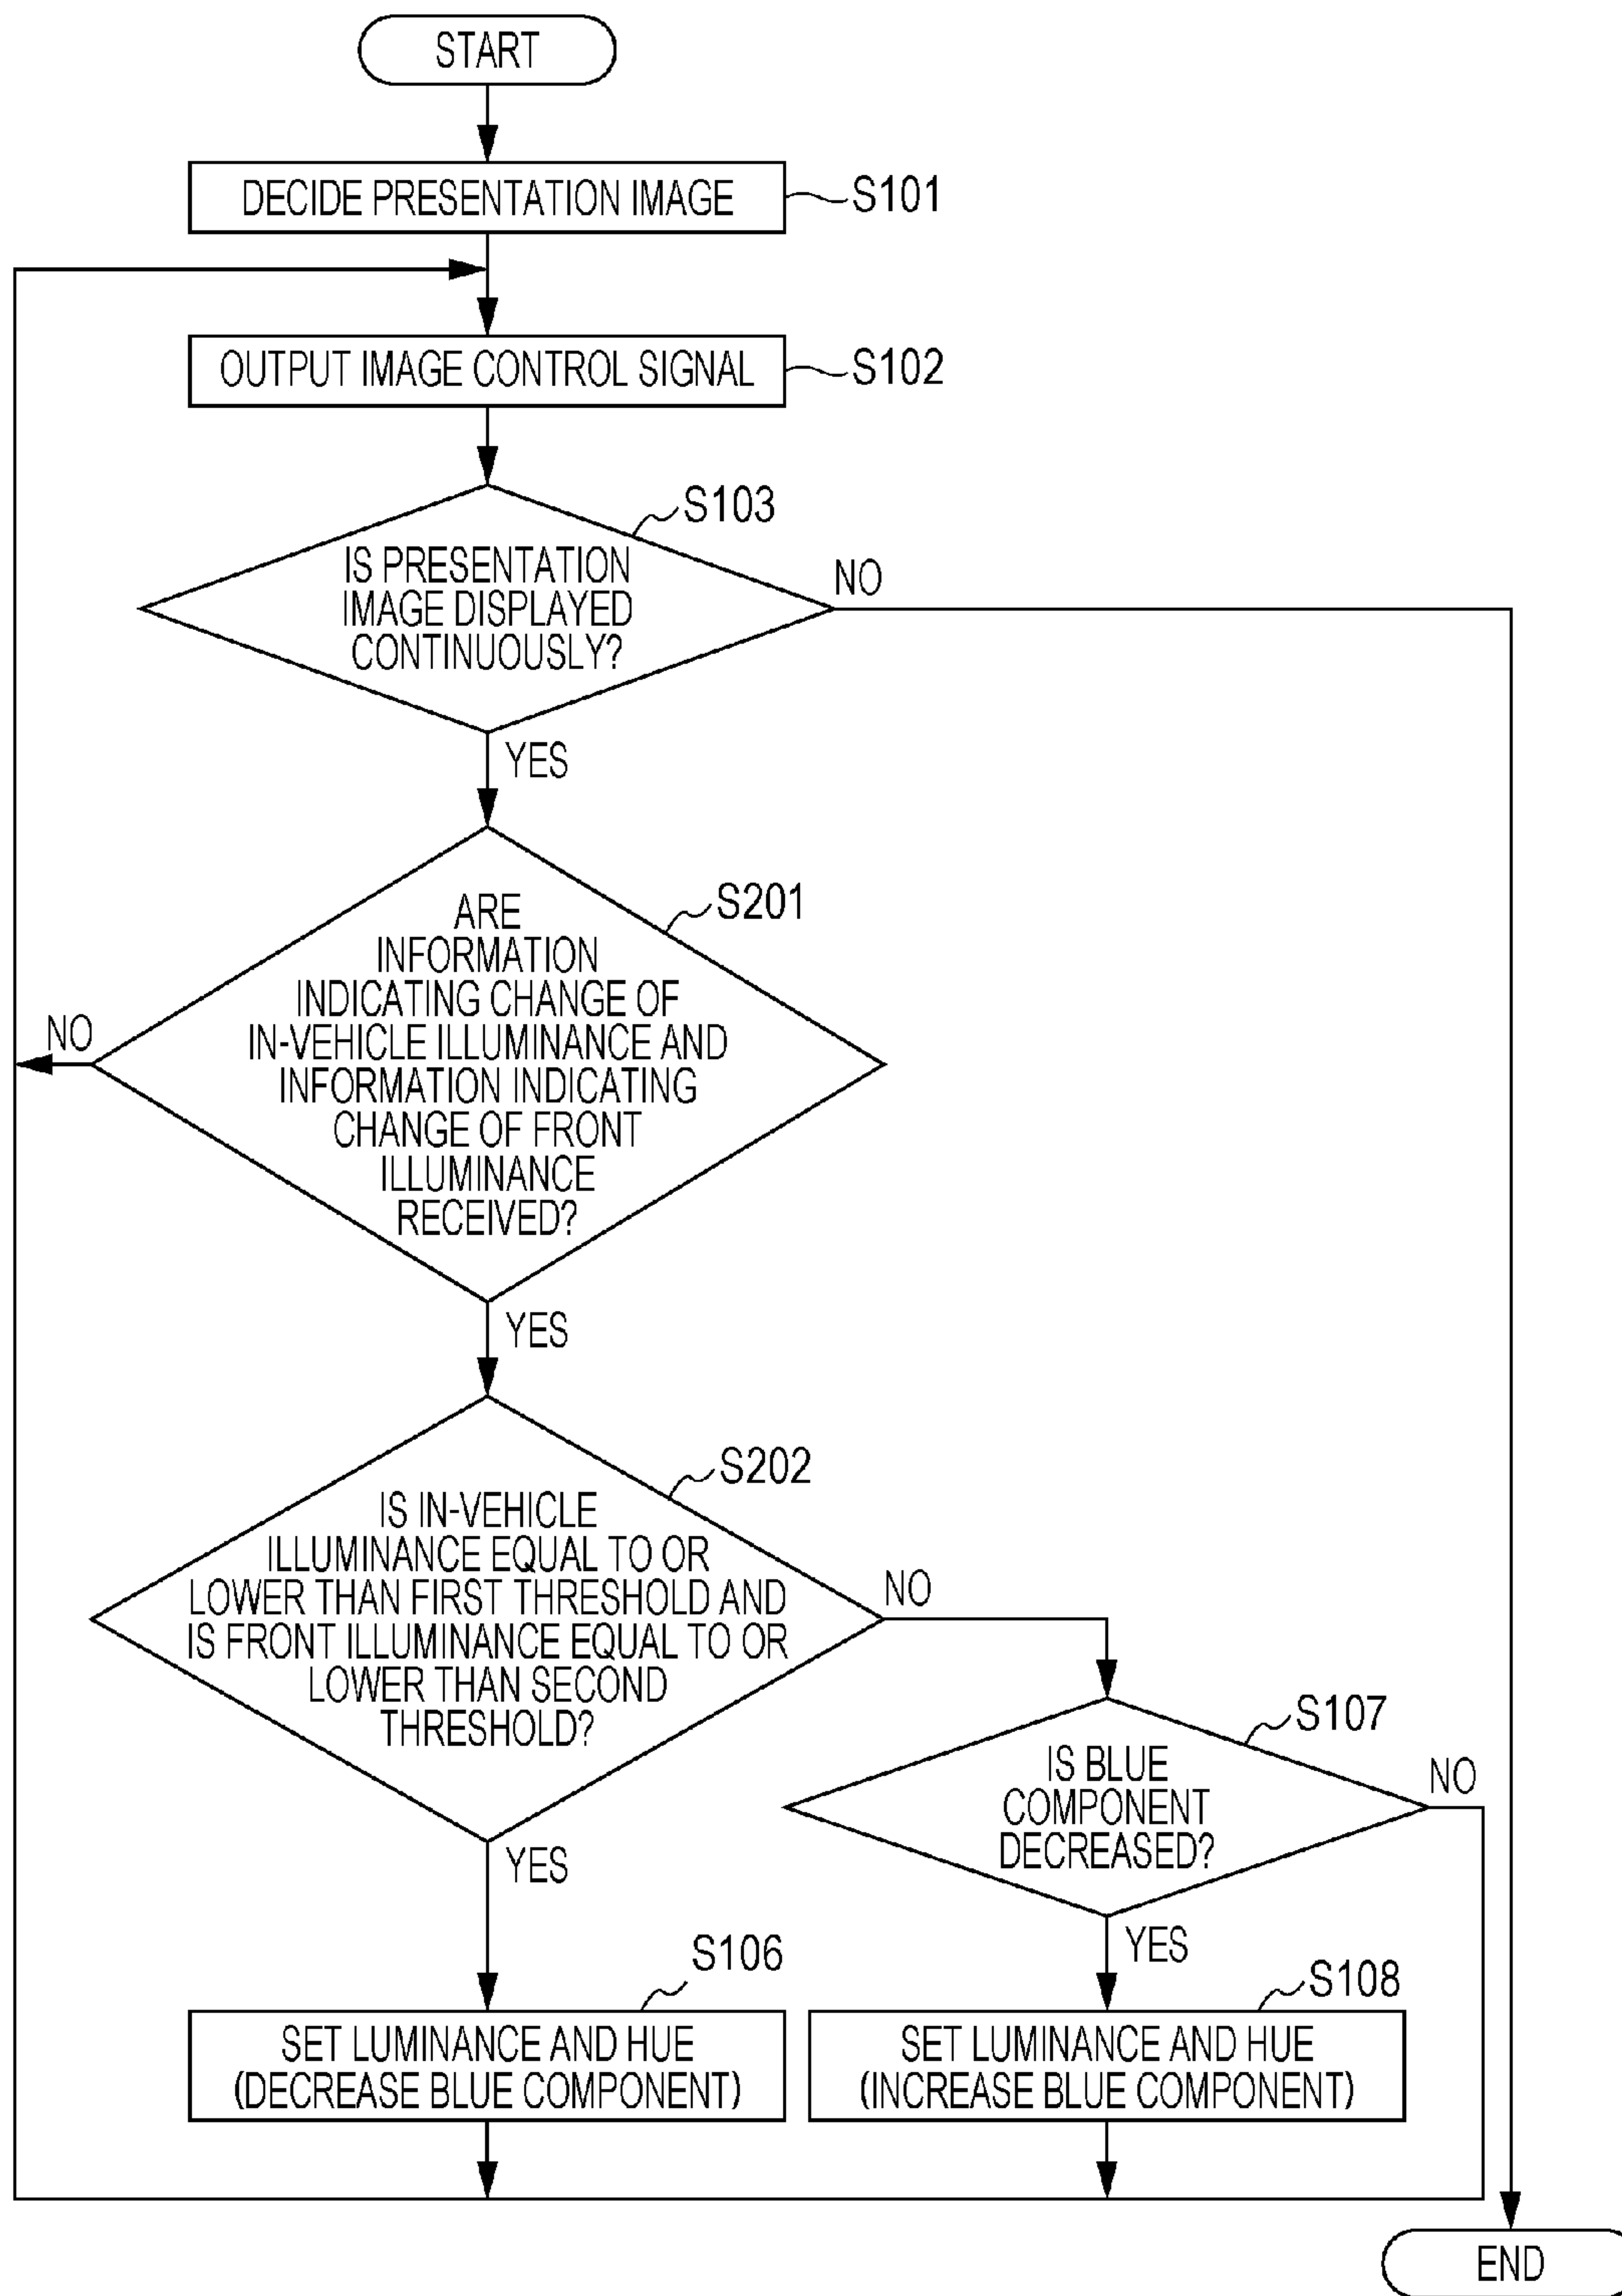 START
DECIDE PRESENTATION IMAGE
S101
OUTPUT IMAGE CONTROL SIGNAL
S102
S103
IS PRESENTATION
IMAGE DISPLAYED
CONTINUOUSLY?
NO
YES
S201
ARE
INFORMATION
INDICATING CHANGE OF
IN-VEHICLE ILLUMINANCE AND
INFORMATION INDICATING
CHANGE OF FRONT
ILLUMINANCE
RECEIVED?
NO
YES
S202
IS IN-VEHICLE
ILLUMINANCE EQUAL TO OR
LOWER THAN FIRST THRESHOLD AND
IS FRONT ILLUMINANCE EQUAL TO OR
LOWER THAN SECOND
THRESHOLD?
NO
YES
S107
IS BLUE
COMPONENT
DECREASED?
NO
YES
S106
SET LUMINANCE AND HUE
(DECREASE BLUE COMPONENT)
S108
SET LUMINANCE AND HUE
(INCREASE BLUE COMPONENT)
END